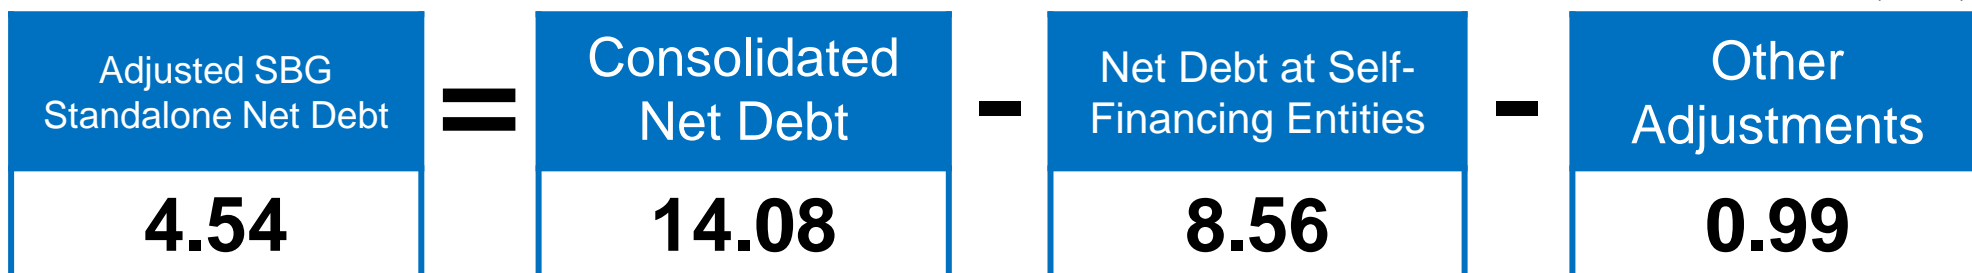 Adjusted SBG
Standalone Net Debt
=
Consolidated
Net Debt
-
Net Debt at Self-
Financing Entities
-
Other
Adjustments
4.54
14.08
8.56
0.99